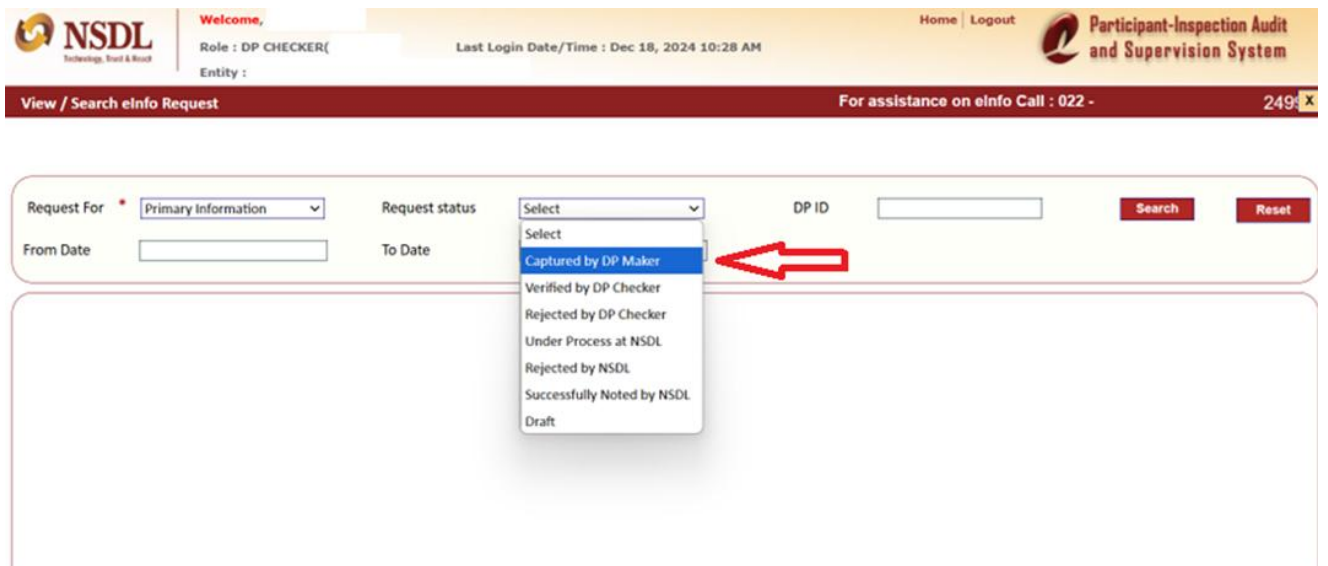 NSDL
Technology, Trust & Reach
Welcome,
Role : DP CHECKER(
Last Login Date/Time : Dec 18, 2024 10:28 AM
Entity :
Home | Logout
Participant-Inspection Audit
and Supervision System
View / Search eInfo Request
For assistance on eInfo Call : 022 -
249
X
Request For * Primary Information
Request status Select
DP ID
Search
Reset
From Date
To Date
Select
Captured by DP Maker
Verified by DP Checker
Rejected by DP Checker
Under Process at NSDL
Rejected by NSDL
Successfully Noted by NSDL
Draft